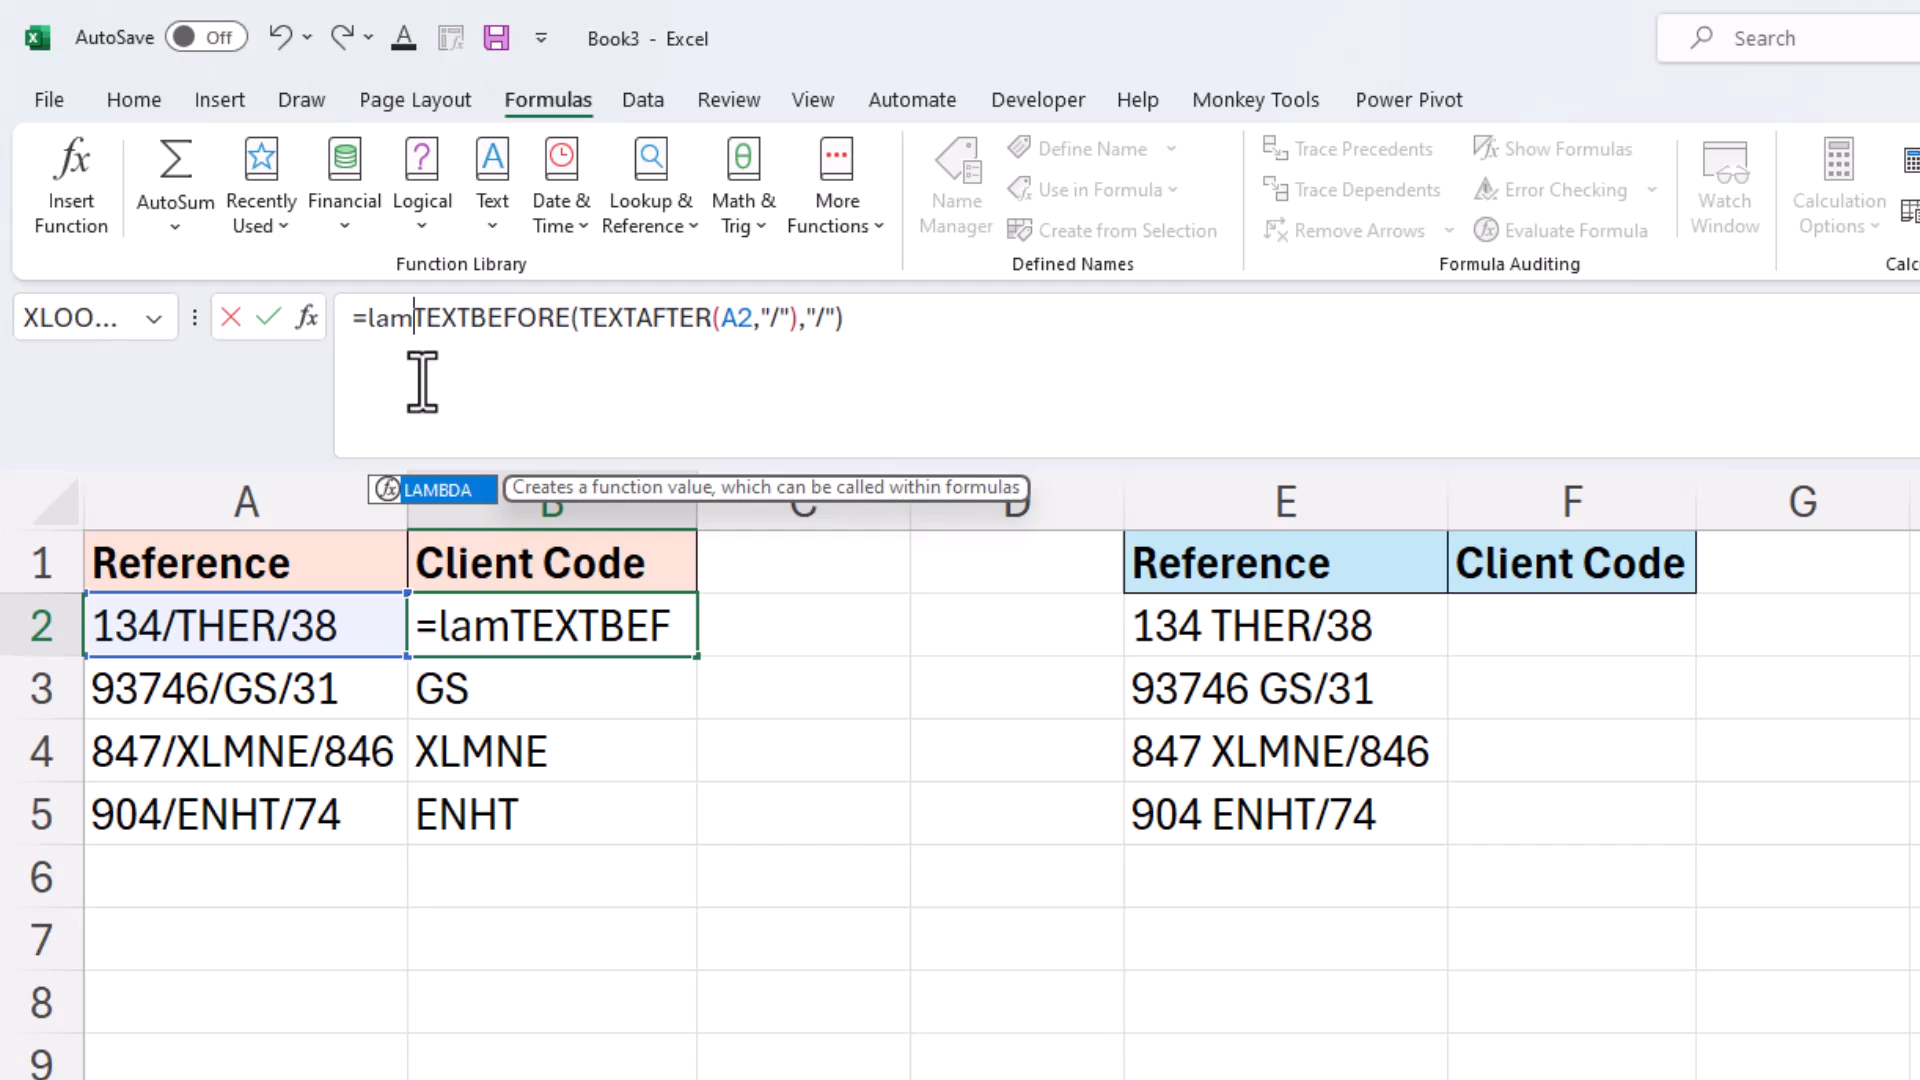 AutoSave Off Book3 - Excel Search
File Home Insert Draw Page Layout Formulas Data Review View Automate Developer Help Monkey Tools Power Pivot
Insert Function
AutoSum
Recently Used
Financial
Logical
Text
Date & Time
Lookup & Reference
Math & Trig
More Functions
Function Library
Name Manager
Define Name
Use in Formula
Create from Selection
Defined Names
Trace Precedents
Trace Dependents
Remove Arrows
Show Formulas
Error Checking
Evaluate Formula
Formula Auditing
Watch Window
Calculation Options
Calc
XLOO... fx =lamTEXTBEFORE(TEXTAFTER(A2,"/"),"/")
LAMBDA Creates a function value, which can be called within formulas
A B C D E F G
1 Reference Client Code Reference Client Code
2 134/THER/38 =lamTEXTBEF 134 THER/38
3 93746/GS/31 GS 93746 GS/31
4 847/XLMNE/846 XLMNE 847 XLMNE/846
5 904/ENHT/74 ENHT 904 ENHT/74
6
7
8
9